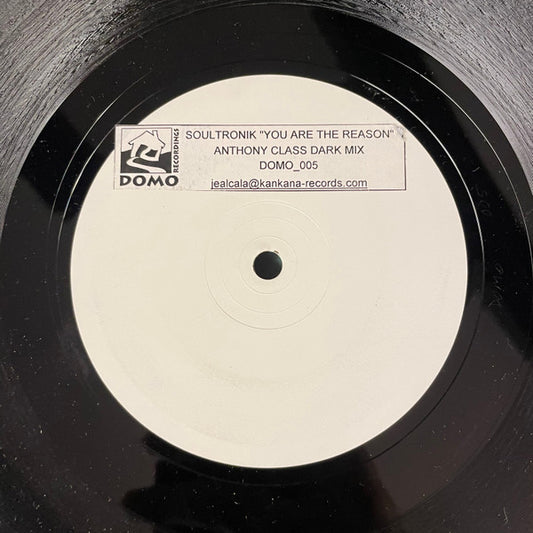 SOULTRONIK "YOU ARE THE REASON"
ANTHONY CLASS DARK MIX
DOMO_005
jealcala@kankana-records.com
DOMO
RECORDINGS